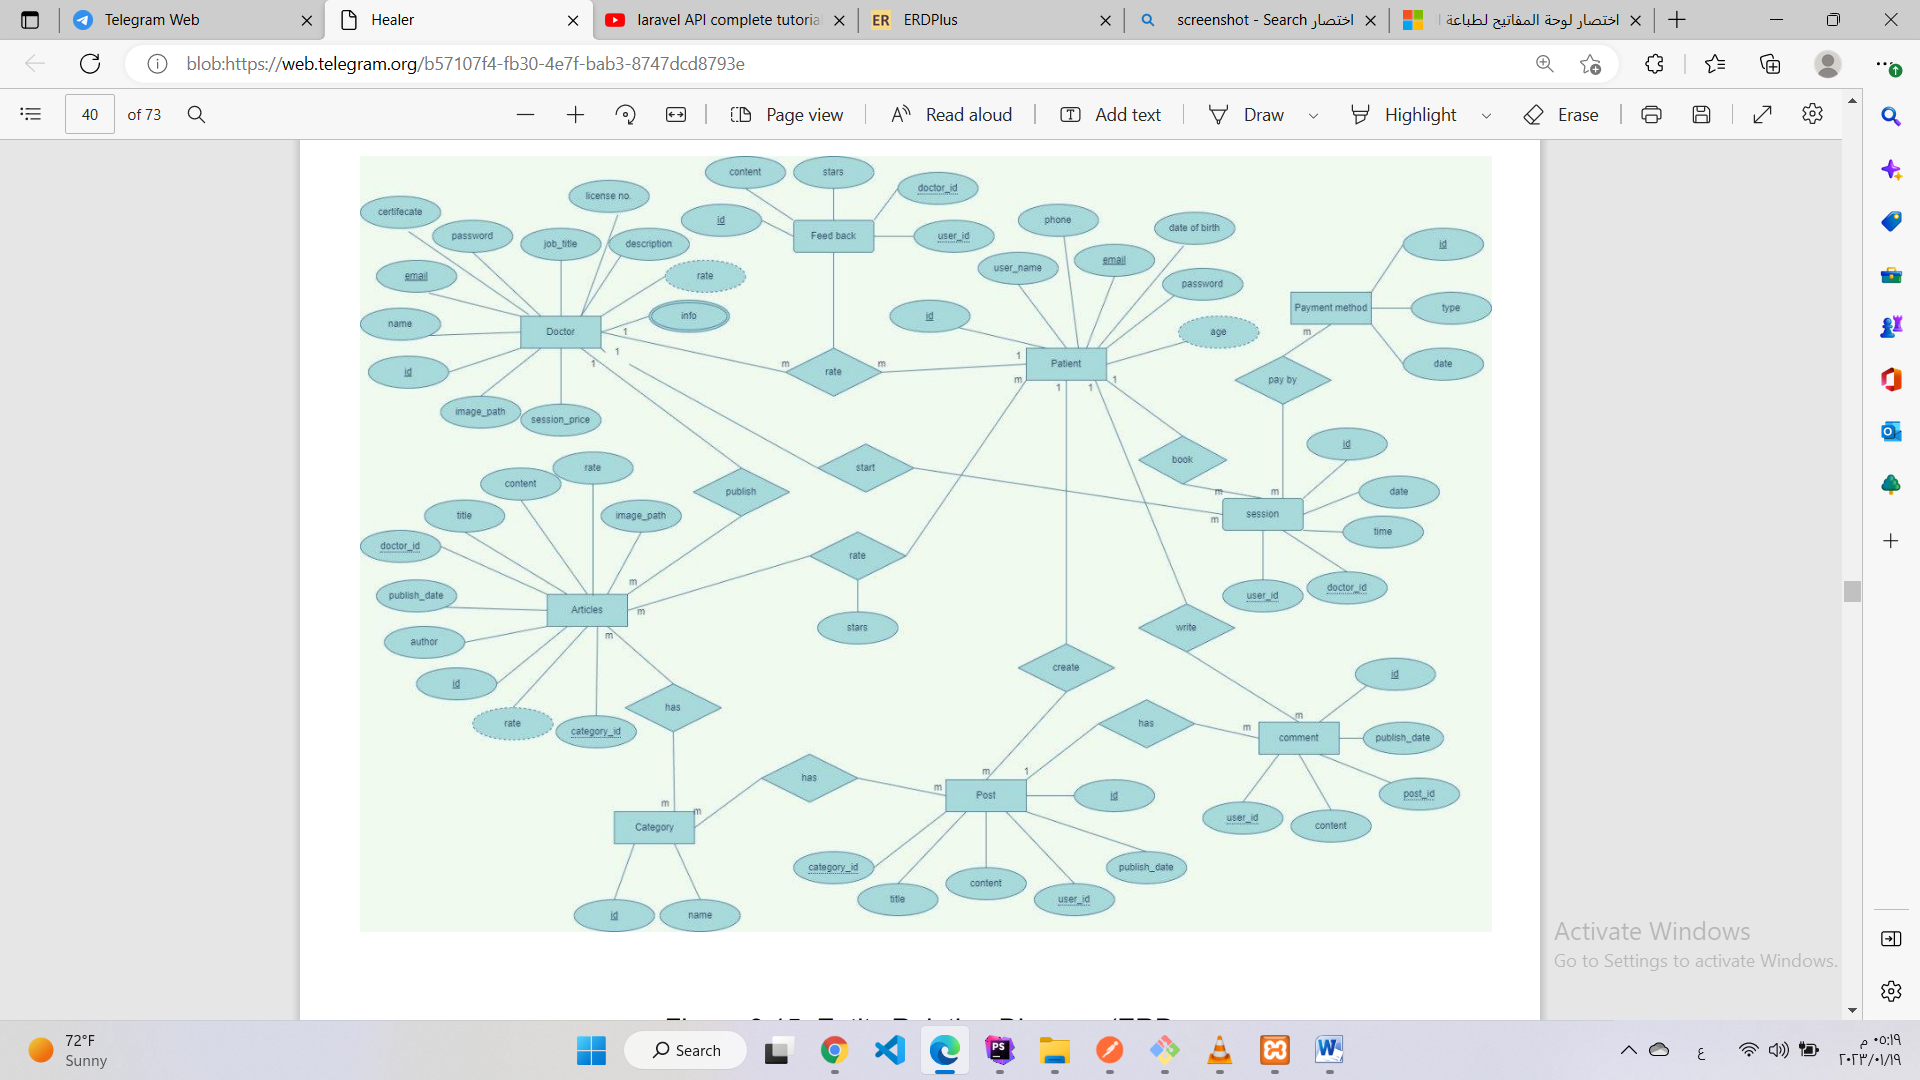 Telegram Web
Healer
laravel API complete tutoria
ER ERDPlus
screenshot - Search اختصار
اختصار لوحة المفاتيح لطباعة ا
blob:https://web.telegram.org/b57107f4-fb30-4e7f-bab3-8747dcd8793e
40 of 73
Page view
Read aloud
Add text
Draw
Highlight
Erase
content
stars
doctor_id
license no.
certifecate
id
phone
date of birth
password
job_title
description
Feed back
user_id
id
email
rate
user_name
email
password
name
info
id
Payment method
type
Doctor
1
age
m
1
1
m
m
1
Patient
id
rate
m
1
1
1
pay by
date
image_path
session_price
id
rate
start
book
content
publish
m
m
date
title
image_path
m
session
time
doctor_id
rate
m
user_id
doctor_id
publish_date
Articles
m
stars
write
author
m
create
id
id
has
rate
category_id
has
m
m
comment
publish_date
has
m
m
1
Post
id
post_id
m
m
Category
user_id
content
category_id
publish_date
title
content
user_id
id
name
Activate Windows
Go to Settings to activate Windows.
72°F
Sunny
Search
PS
W
ع
٠٥:١٩ م
٢٠٢٣/٠١/١٩